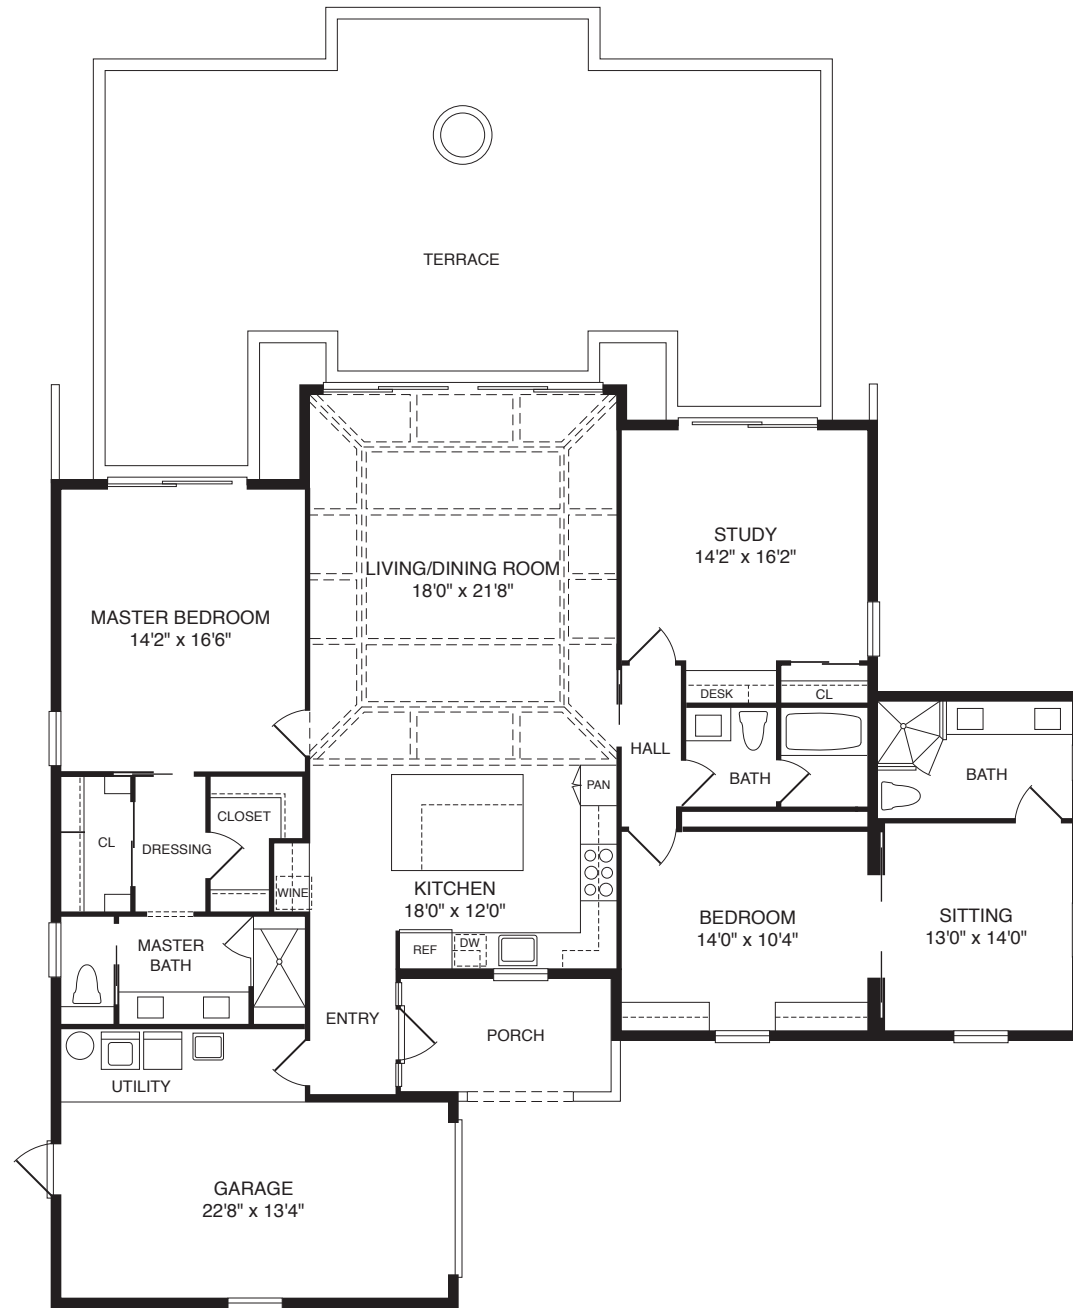 TERRACE
STUDY
14'2" x 16'2"
LIVING/DINING ROOM
18'0" x 21'8"
MASTER BEDROOM
14'2" x 16'6"
DESK
CL
HALL
BATH
BATH
PAN
CLOSET
CL
DRESSING
WINE
KITCHEN
18'0" x 12'0"
BEDROOM
14'0" x 10'4"
SITTING
13'0" x 14'0"
REF
DW
MASTER
BATH
ENTRY
PORCH
UTILITY
GARAGE
22'8" x 13'4"